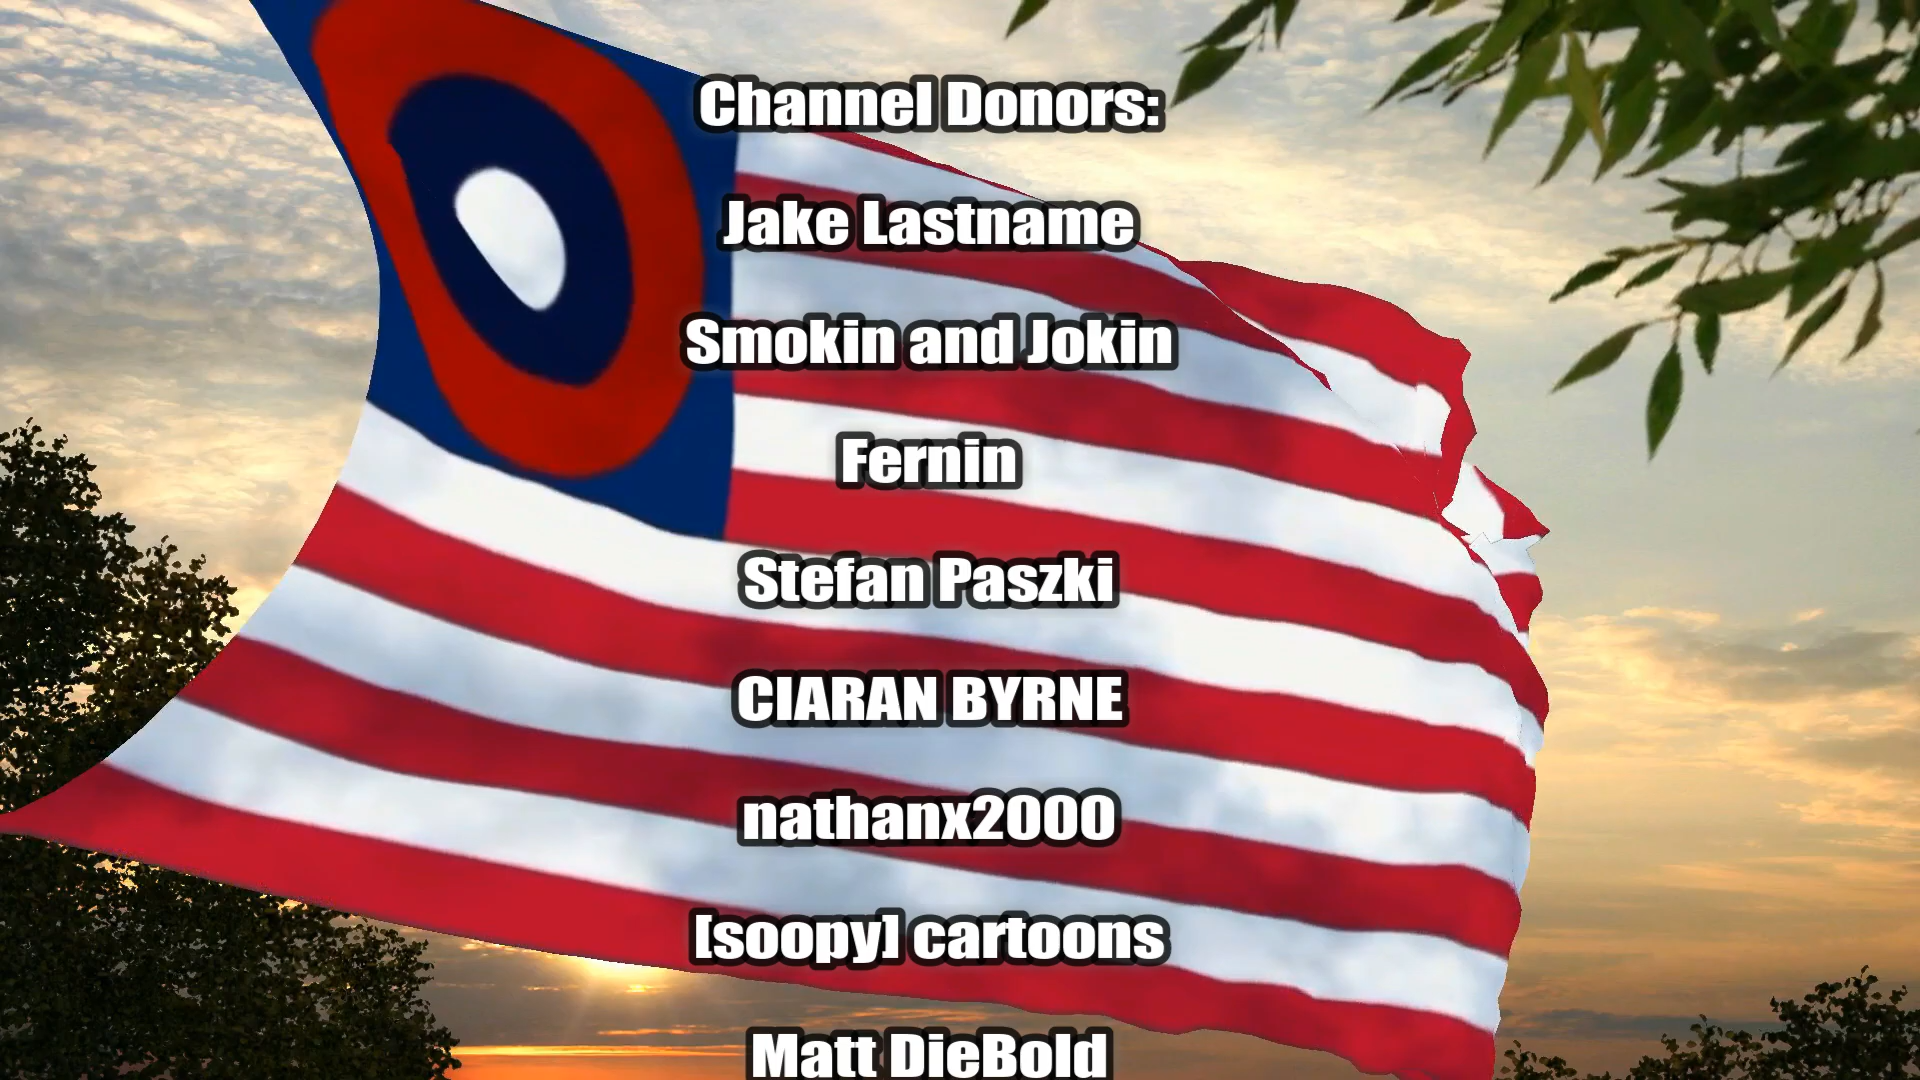 Channel Donors:
Jake Lastname
Smokin and Jokin
Fernin
Stefan Paszki
CIARAN BYRNE
nathanx2000
[soopy] cartoons
Matt DieBold